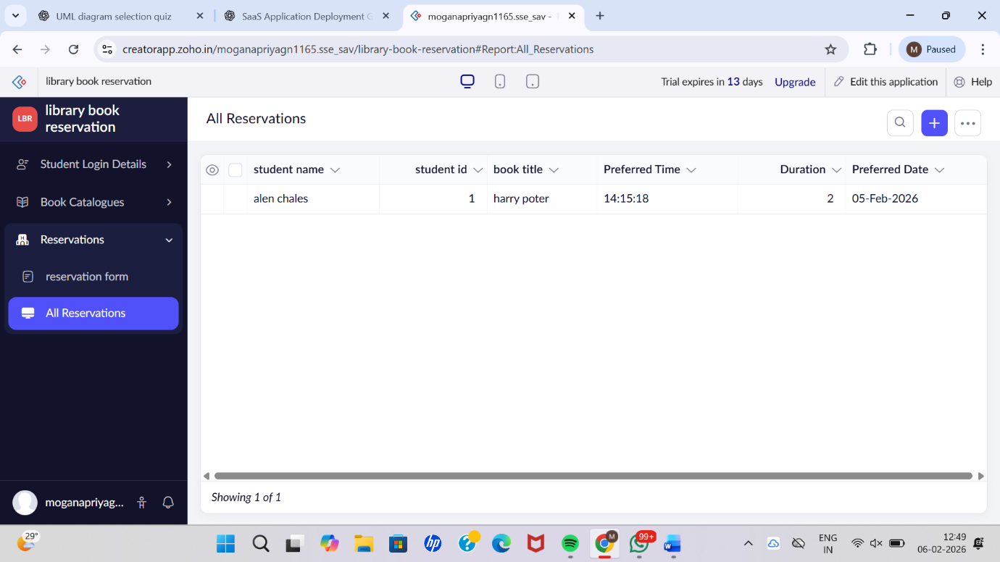 UML diagram selection quiz
SaaS Application Deployment G
moganapriyagn1165.sse_sav -
creatorapp.zoho.in/moganapriyagn1165.sse_sav/library-book-reservation#Report:All_Reservations
M Paused
library book reservation
Trial expires in 13 days Upgrade Edit this application Help
LBR library book
reservation
All Reservations
Student Login Details
Book Catalogues
Reservations
reservation form
All Reservations
student name student id book title Preferred Time Duration Preferred Date
alen chales 1 harry poter 14:15:18 2 05-Feb-2026
Showing 1 of 1
moganapriyag...
29°
hp
M
99+
W
ENG
IN
12:49
06-02-2026